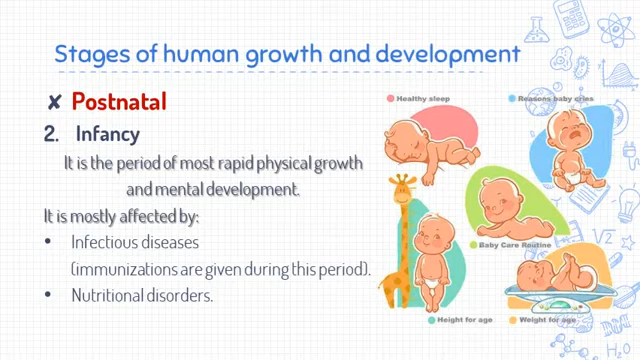 Stages of human growth and development
✘ Postnatal
2. Infancy
It is the period of most rapid physical growth
and mental development.
It is mostly affected by:
• Infectious diseases
(immunizations are given during this period).
• Nutritional disorders.
Healthy sleep
Reasons baby cries
Baby Care Routine
Height for age
Weight for age
√2
H₂O